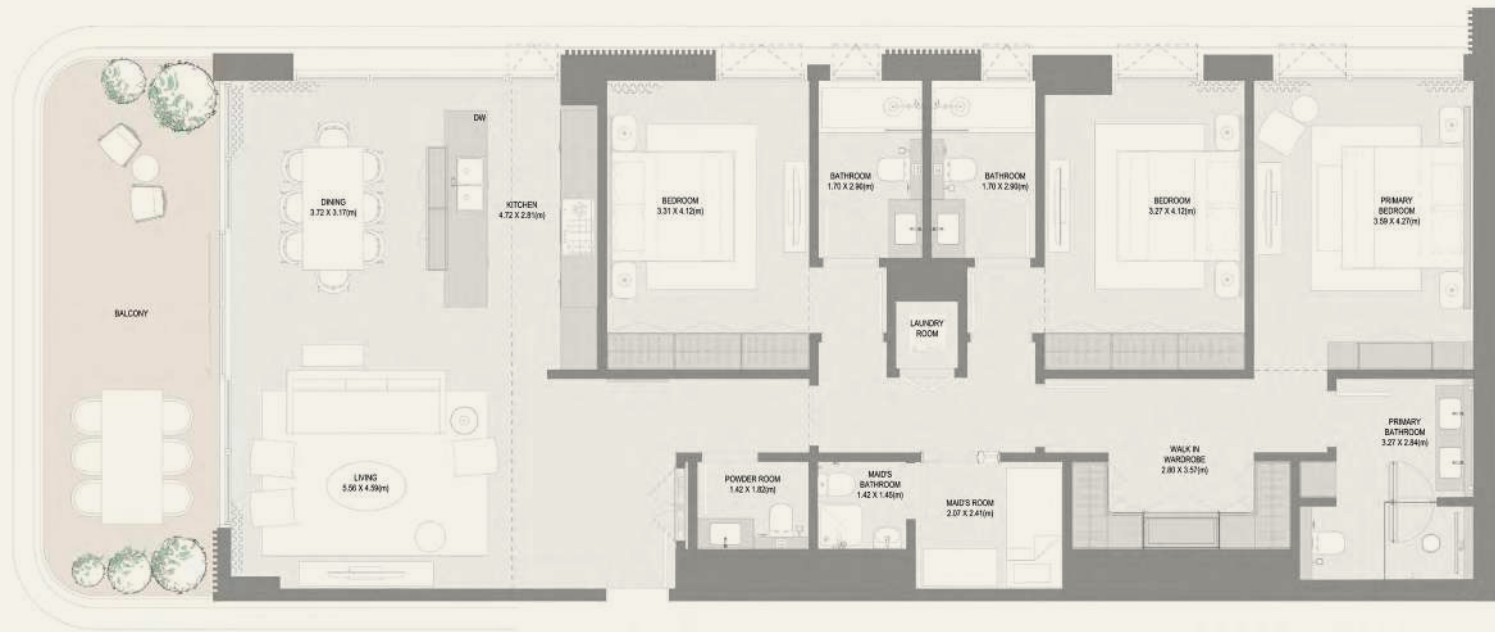 DW
DINING
3.72 X 3.17(m)
KITCHEN
4.72 X 2.81(m)
BEDROOM
3.31 X 4.12(m)
BATHROOM
1.70 X 2.90(m)
BATHROOM
1.70 X 2.90(m)
BEDROOM
3.27 X 4.12(m)
PRIMARY
BEDROOM
3.59 X 4.27(m)
BALCONY
LAUNDRY
ROOM
LIVING
5.56 X 4.59(m)
POWDER ROOM
1.42 X 1.82(m)
MAID'S
BATHROOM
1.42 X 1.45(m)
MAID'S ROOM
2.07 X 2.41(m)
WALK IN
WARDROBE
2.80 X 3.57(m)
PRIMARY
BATHROOM
3.27 X 2.84(m)